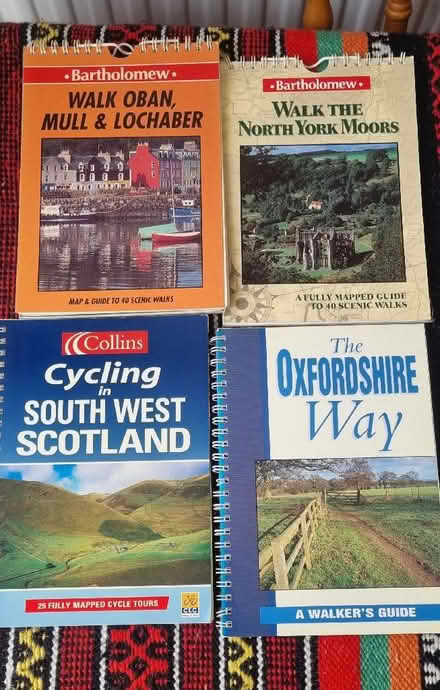 Bartholomew
WALK OBAN,
MULL & LOCHABER
MAP & GUIDE TO 40 SCENIC WALKS
Bartholomew
WALK THE
NORTH YORK MOORS
A FULLY MAPPED GUIDE
TO 40 SCENIC WALKS
Collins
Cycling
in
SOUTH WEST
SCOTLAND
25 FULLY MAPPED CYCLE TOURS
CTC
The
OXFORDSHIRE
Way
A WALKER'S GUIDE